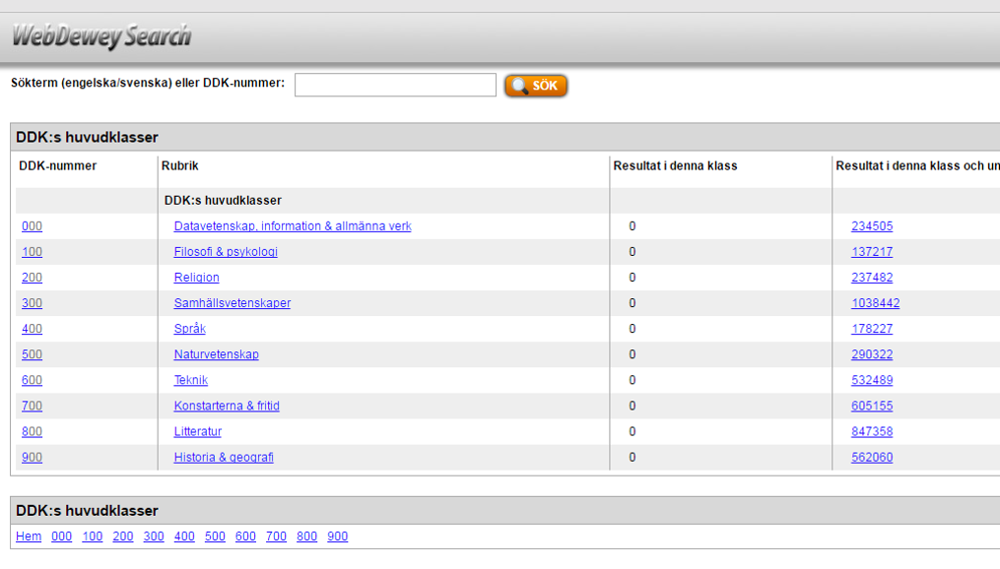 WebDewey Search
Sökterm (engelska/svenska) eller DDK-nummer: SÖK
DDK:s huvudklasser
DDK-nummer Rubrik Resultat i denna klass Resultat i denna klass och un
DDK:s huvudklasser
000 Datavetenskap, information & allmänna verk 0 234505
100 Filosofi & psykologi 0 137217
200 Religion 0 237482
300 Samhällsvetenskaper 0 1038442
400 Språk 0 178227
500 Naturvetenskap 0 290322
600 Teknik 0 532489
700 Konstarterna & fritid 0 605155
800 Litteratur 0 847358
900 Historia & geografi 0 562060
DDK:s huvudklasser
Hem 000 100 200 300 400 500 600 700 800 900